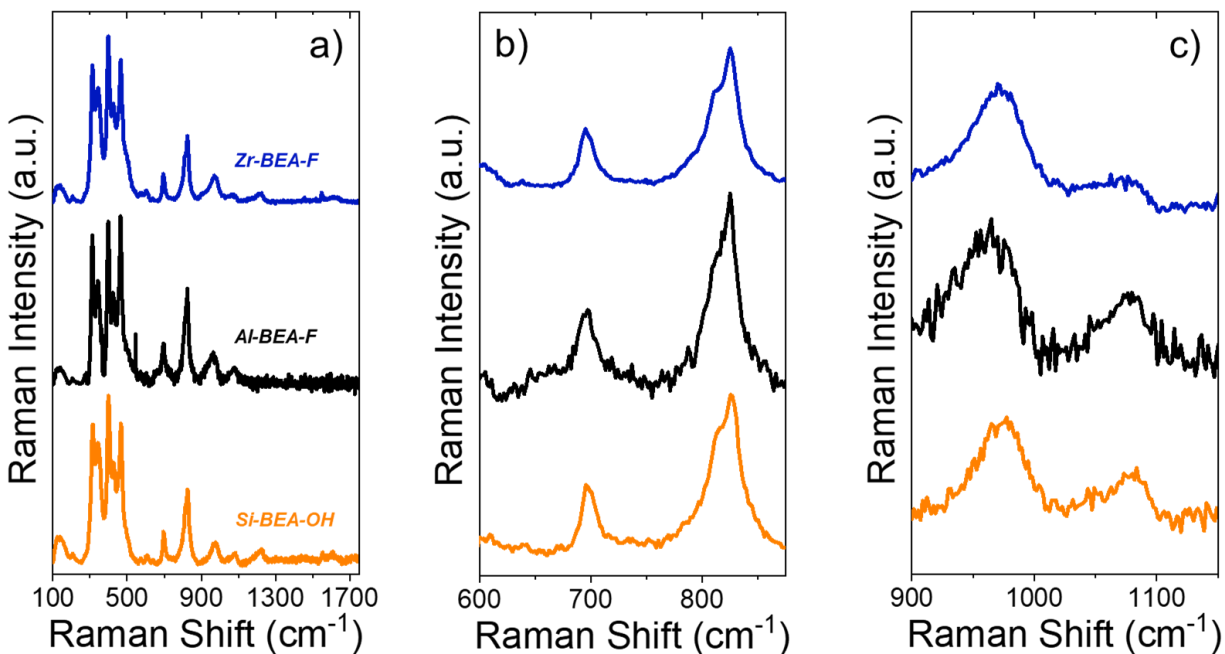 a)
Zr-BEA-F
Al-BEA-F
Si-BEA-OH
Raman Intensity (a.u.)
100 500 900 1300 1700
Raman Shift (cm⁻¹)
b)
Raman Intensity (a.u.)
600 700 800
Raman Shift (cm⁻¹)
c)
Raman Intensity (a.u.)
900 1000 1100
Raman Shift (cm⁻¹)